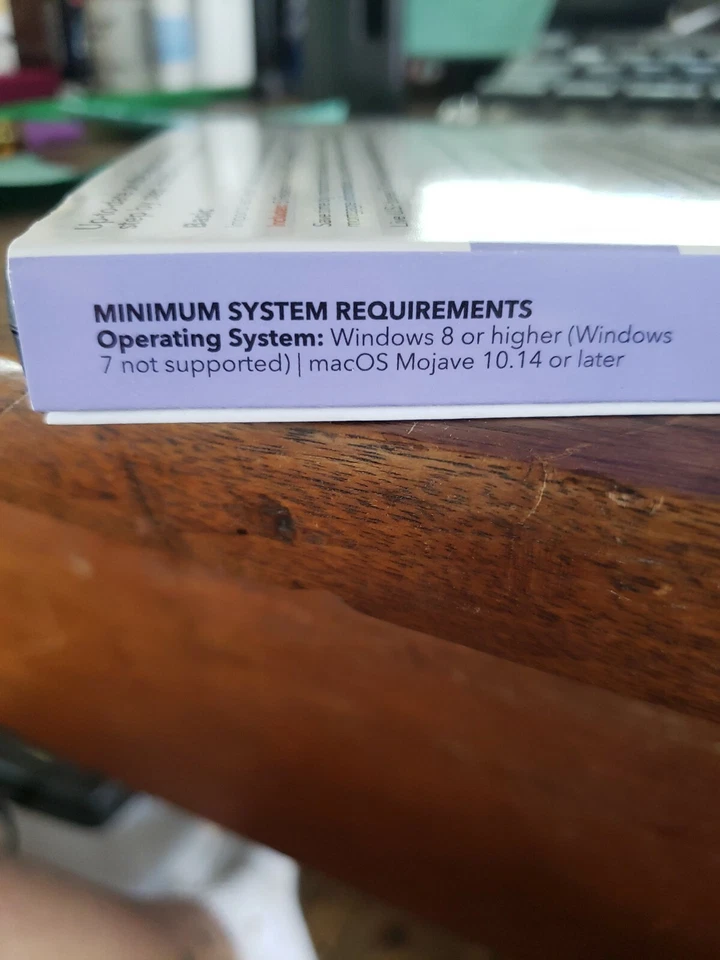 MINIMUM SYSTEM REQUIREMENTS
Operating System: Windows 8 or higher (Windows
7 not supported) | macOS Mojave 10.14 or later
Basic